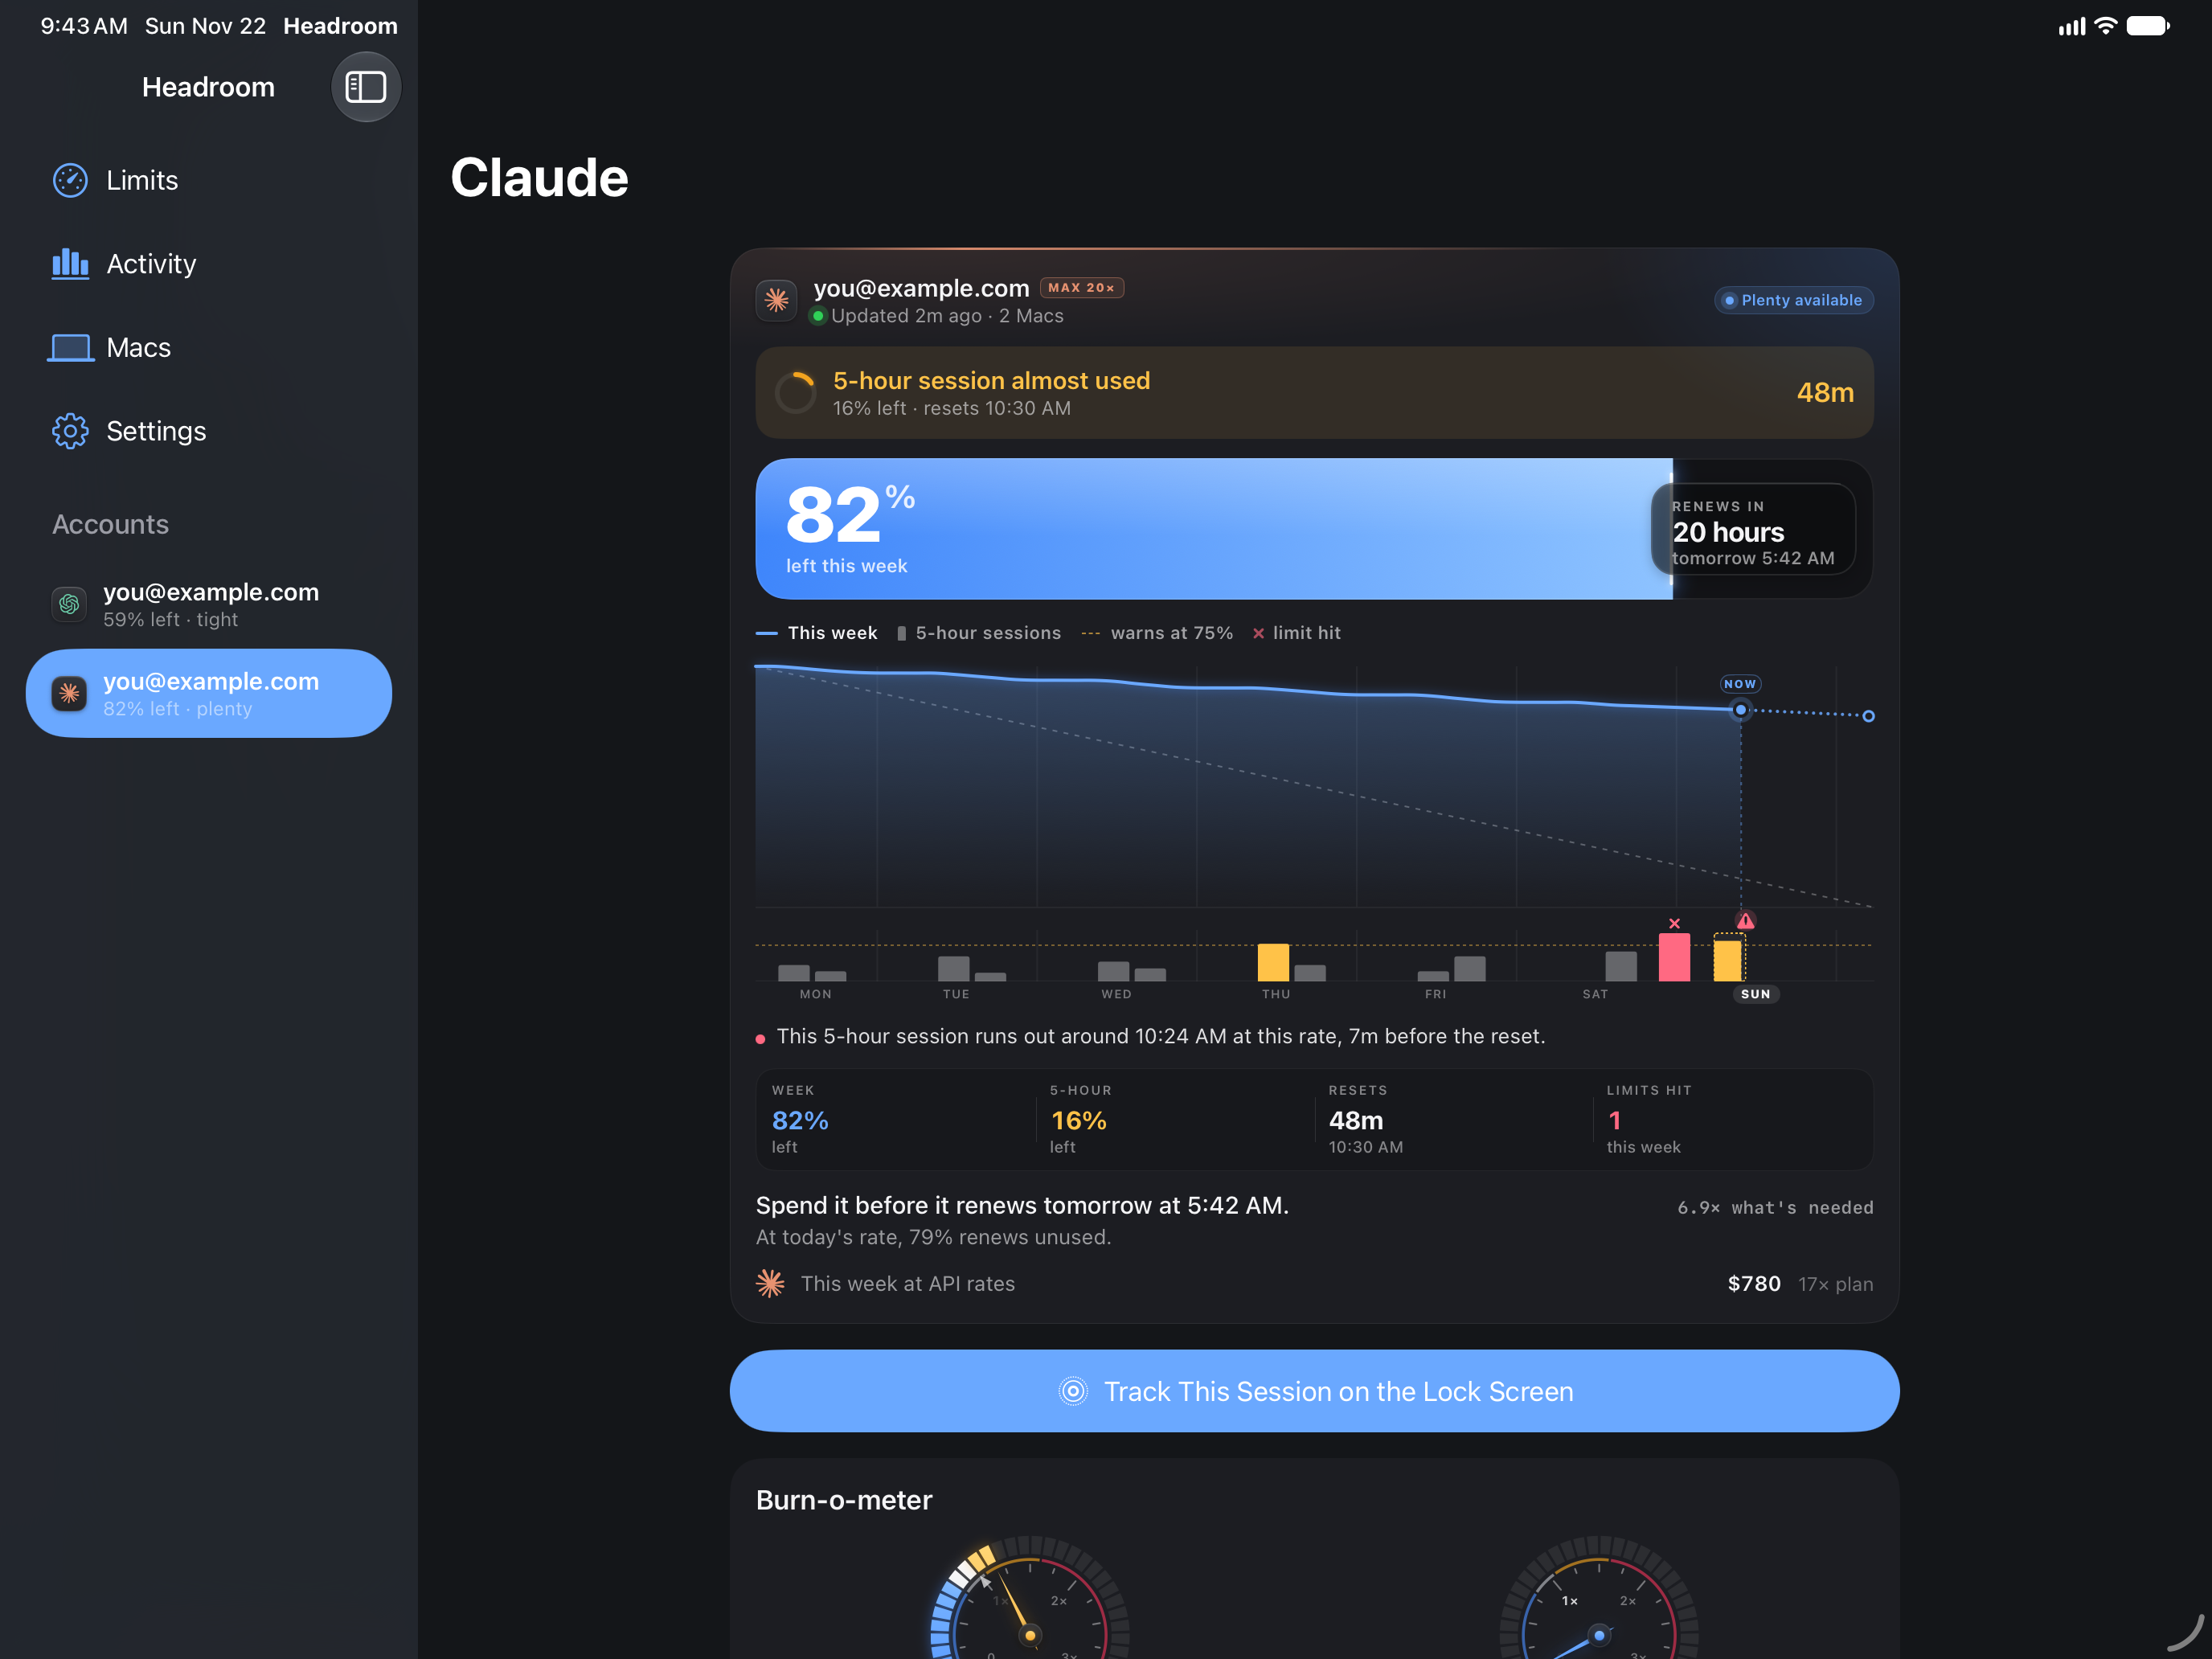 9:43 AM Sun Nov 22 Headroom
Headroom
Limits
Activity
Macs
Settings
Accounts
you@example.com
59% left · tight
you@example.com
82% left · plenty
Claude
you@example.com MAX 20×
Updated 2m ago · 2 Macs
Plenty available
5-hour session almost used
16% left · resets 10:30 AM
48m
82%
left this week
RENEWS IN
20 hours
tomorrow 5:42 AM
This week 5-hour sessions warns at 75% limit hit
NOW
MON TUE WED THU FRI SAT SUN
This 5-hour session runs out around 10:24 AM at this rate, 7m before the reset.
WEEK
82%
left
5-HOUR
16%
left
RESETS
48m
10:30 AM
LIMITS HIT
1
this week
Spend it before it renews tomorrow at 5:42 AM.
6.9× what's needed
At today's rate, 79% renews unused.
This week at API rates
$780 17× plan
Track This Session on the Lock Screen
Burn-o-meter
1× 2×
0 3×
1× 2×
3×